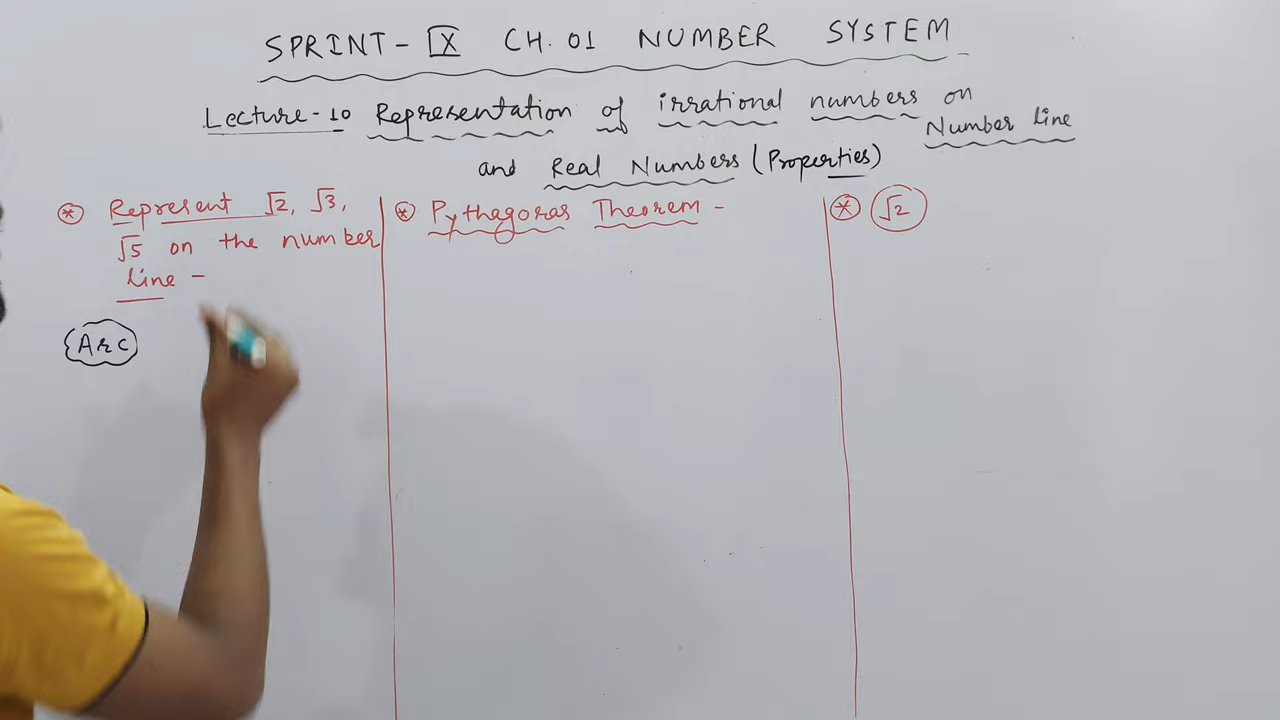 SPRINT - IX CH. 01 NUMBER SYSTEM
Lecture - 10 Representation of irrational numbers on
Number line
and Real Numbers (Properties)
* Represent √2, √3,
√5 on the number
line -
Arc
* Pythagoras Theorem -
* √2